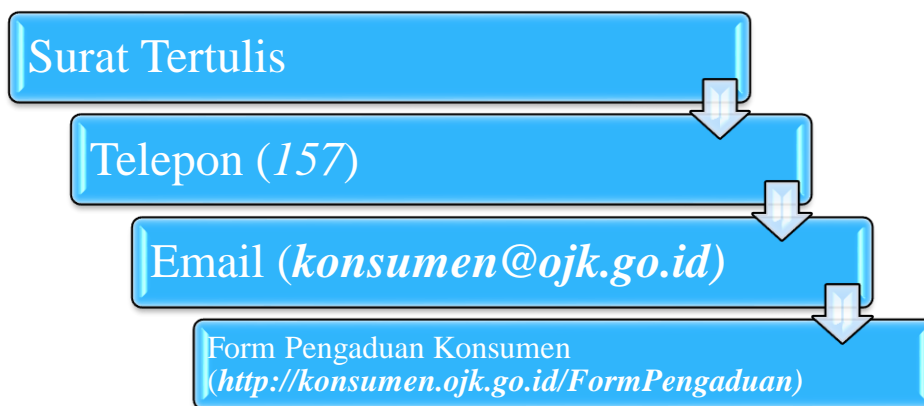 Surat Tertulis
Telepon (157)
Email (konsumen@ojk.go.id)
Form Pengaduan Konsumen
(http://konsumen.ojk.go.id/FormPengaduan)